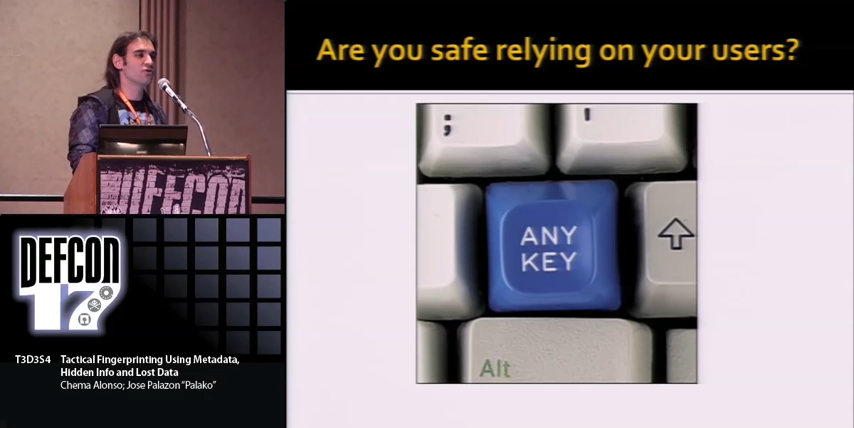 Are you safe relying on your users?
;
'
ANY
KEY
Alt
DEFCON
DEFCON
17
T3D3S4 Tactical Fingerprinting Using Metadata,
Hidden Info and Lost Data
Chema Alonso; Jose Palazon "Palako"